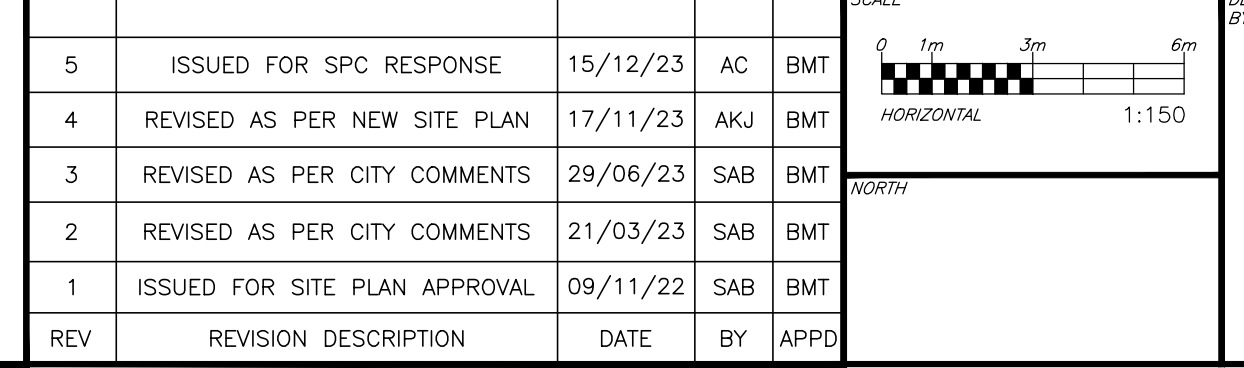 5 ISSUED FOR SPC RESPONSE 15/12/23 AC BMT
4 REVISED AS PER NEW SITE PLAN 17/11/23 AKJ BMT
3 REVISED AS PER CITY COMMENTS 29/06/23 SAB BMT
2 REVISED AS PER CITY COMMENTS 21/03/23 SAB BMT
1 ISSUED FOR SITE PLAN APPROVAL 09/11/22 SAB BMT
REV REVISION DESCRIPTION DATE BY APPD
SCALE
0 1m 3m 6m
HORIZONTAL 1:150
NORTH
BY